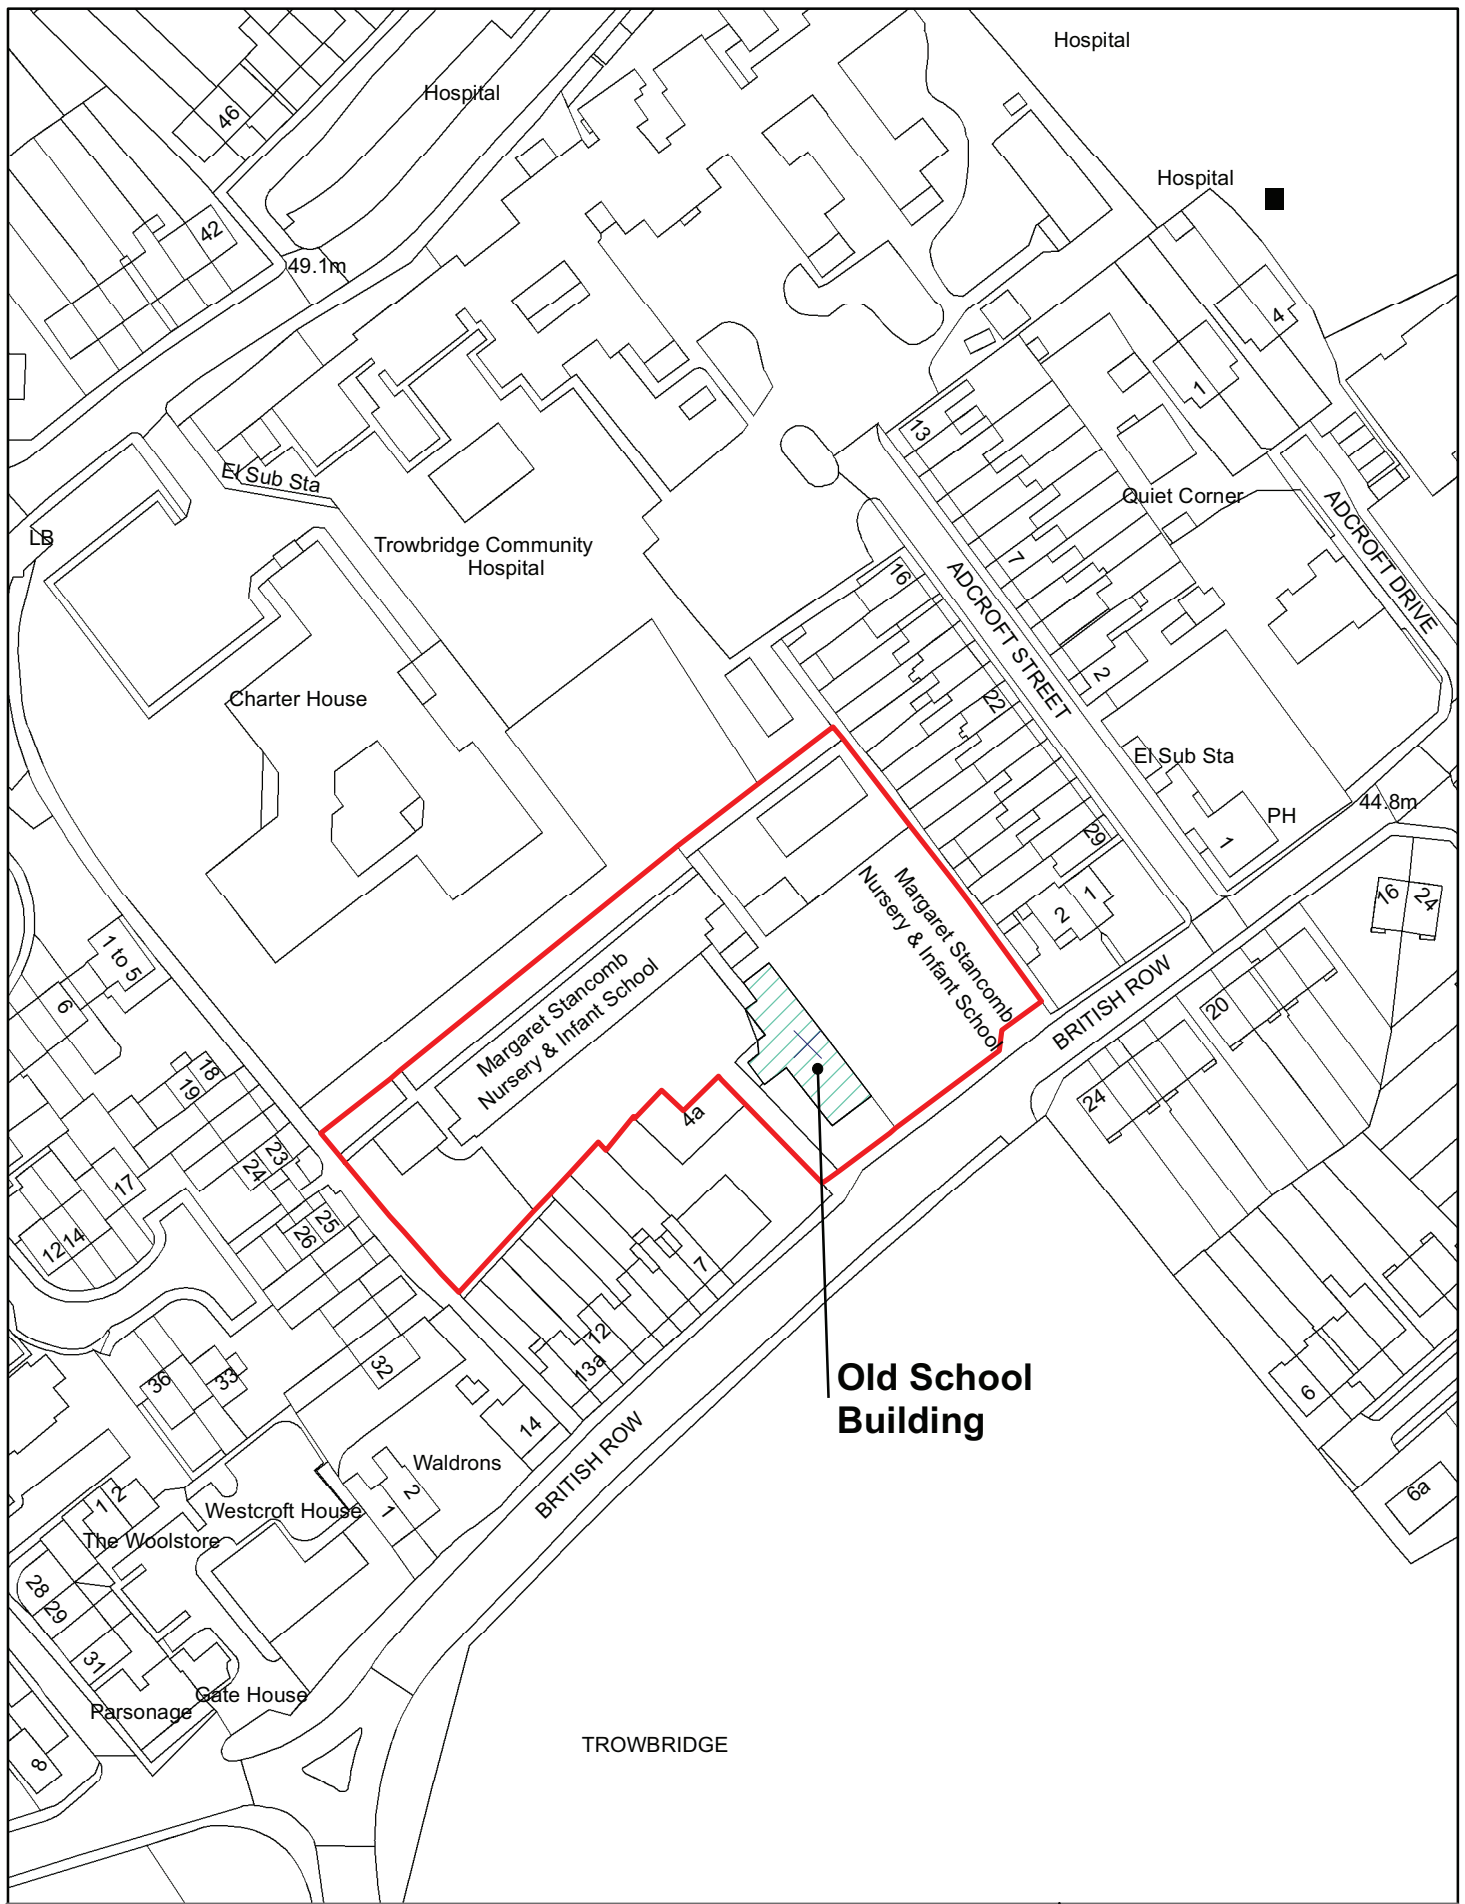 Hospital
Hospital
46
Hospital
42
49.1m
4
1
13
El Sub Sta
Quiet Corner
ADCROFT DRIVE
LB
Trowbridge Community
Hospital
7
16
ADCROFT STREET
2
22
Charter House
El Sub Sta
44.8m
PH
1
29
16
24
Margaret Stancomb
Nursery & Infant School
1
2
1 to 5
6
Margaret Stancomb
Nursery & Infant School
BRITISH ROW
20
18
19
24
4a
23
24
17
25
26
12
14
7
12
13a
32
36
33
Old School
Building
6
14
Waldrons
BRITISH ROW
2
1
Westcroft House
1
2
The Woolstore
6a
28
29
31
Gate House
Parsonage
TROWBRIDGE
8